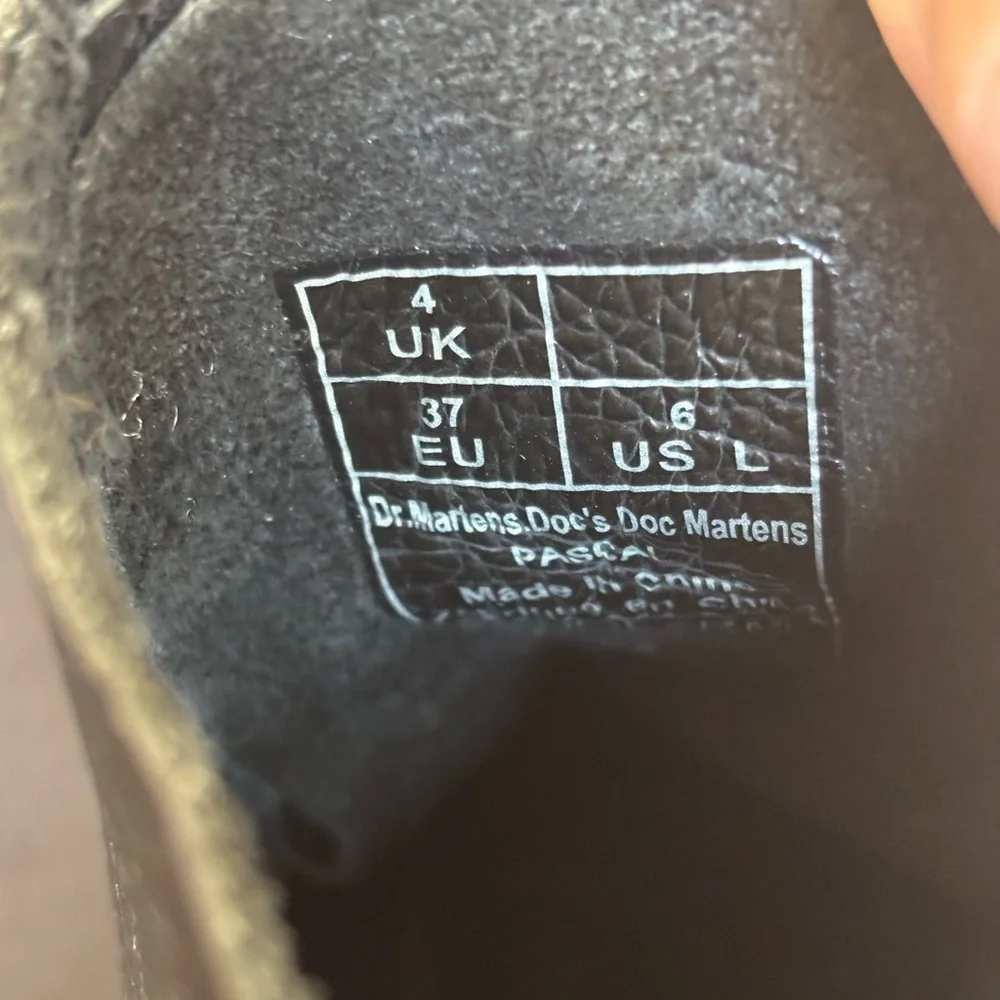 4
UK
37
EU
6
US L
Dr.Martens.Doc's Doc Martens
PASCAL
Made in China